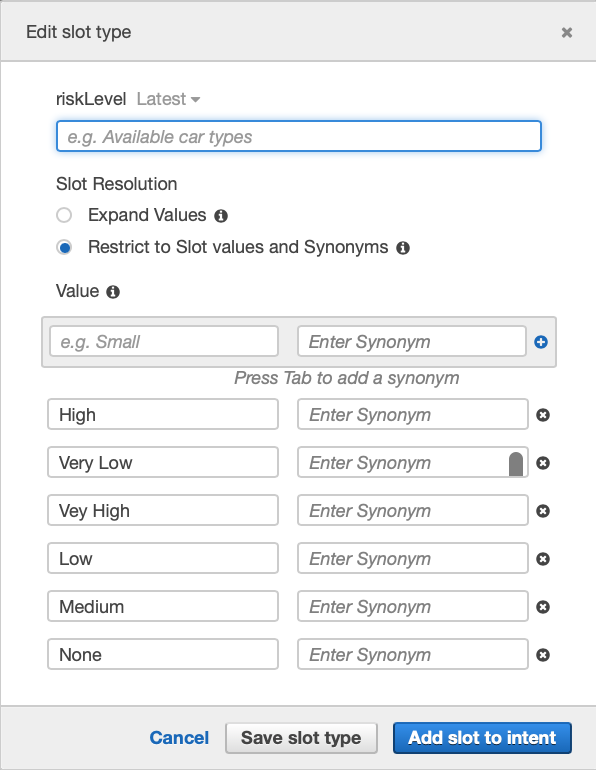 Edit slot type
riskLevel Latest
e.g. Available car types
Slot Resolution
Expand Values
Restrict to Slot values and Synonyms
Value
e.g. Small Enter Synonym
Press Tab to add a synonym
High Enter Synonym
Very Low Enter Synonym
Vey High Enter Synonym
Low Enter Synonym
Medium Enter Synonym
None Enter Synonym
Cancel Save slot type Add slot to intent